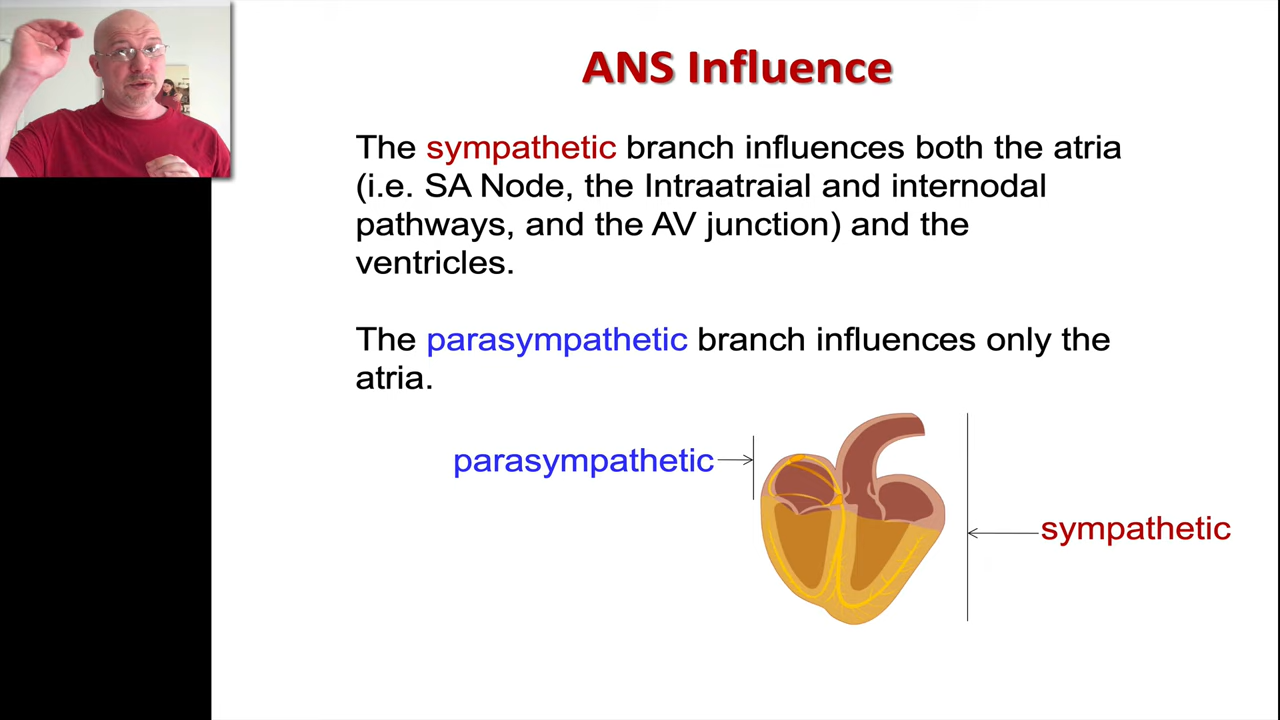 ANS Influence
The sympathetic branch influences both the atria
(i.e. SA Node, the Intraatraial and internodal
pathways, and the AV junction) and the
ventricles.
The parasympathetic branch influences only the
atria.
parasympathetic
sympathetic